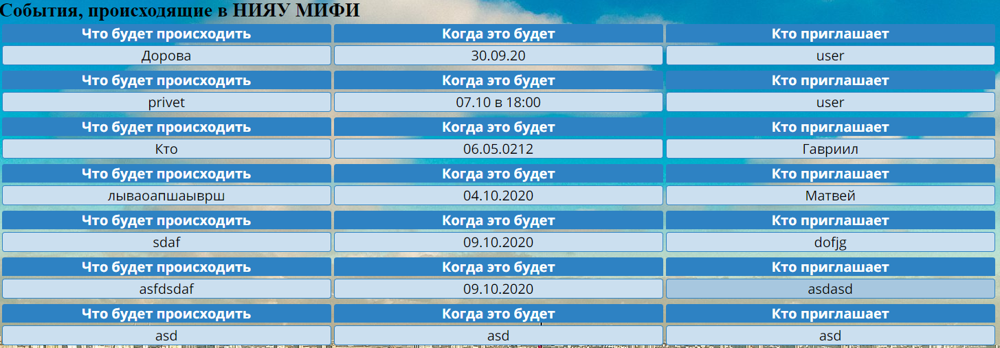 События, происходящие в НИЯУ МИФИ
Что будет происходить Когда это будет Кто приглашает
Дорова 30.09.20 user
Что будет происходить Когда это будет Кто приглашает
privet 07.10 в 18:00 user
Что будет происходить Когда это будет Кто приглашает
Кто 06.05.0212 Гавриил
Что будет происходить Когда это будет Кто приглашает
лываоапшаыврш 04.10.2020 Матвей
Что будет происходить Когда это будет Кто приглашает
sdaf 09.10.2020 dofjg
Что будет происходить Когда это будет Кто приглашает
asfdsdaf 09.10.2020 asdasd
Что будет происходить Когда это будет Кто приглашает
asd asd asd